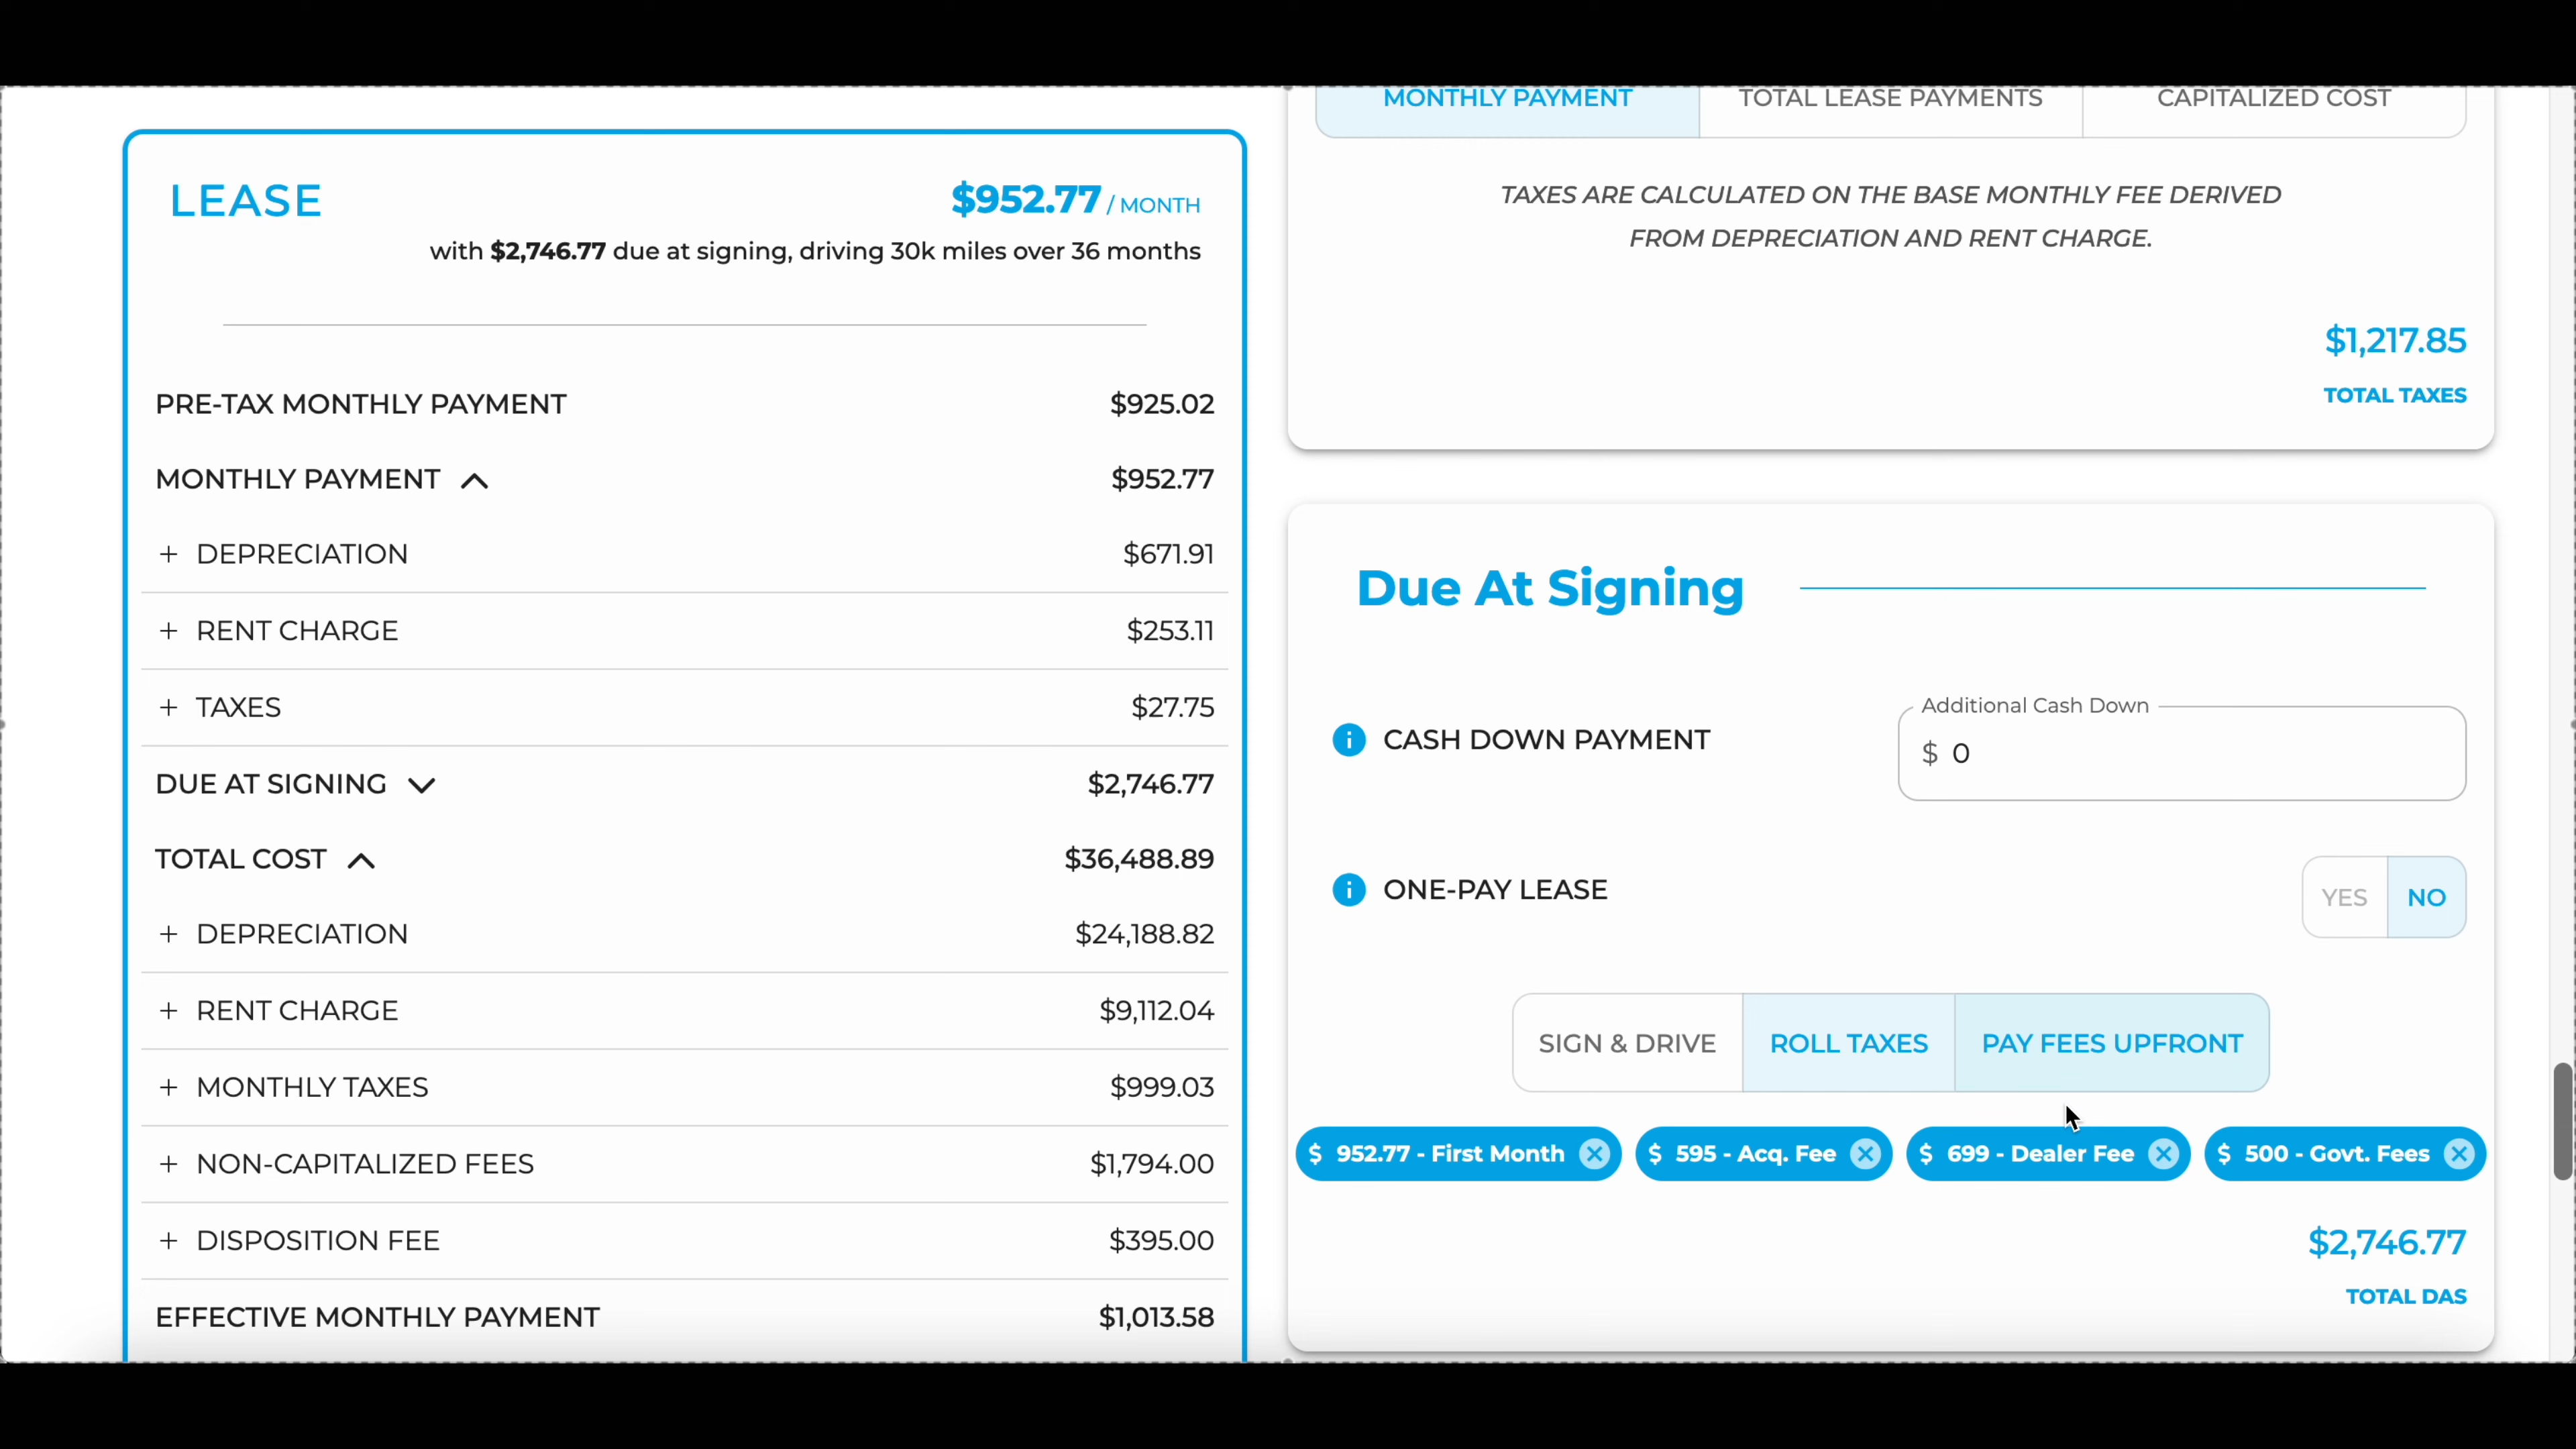 LEASE
$952.77 / MONTH
with $2,746.77 due at signing, driving 30k miles over 36 months
PRE-TAX MONTHLY PAYMENT $925.02
MONTHLY PAYMENT $952.77
+ DEPRECIATION $671.91
+ RENT CHARGE $253.11
+ TAXES $27.75
DUE AT SIGNING $2,746.77
TOTAL COST $36,488.89
+ DEPRECIATION $24,188.82
+ RENT CHARGE $9,112.04
+ MONTHLY TAXES $999.03
+ NON-CAPITALIZED FEES $1,794.00
+ DISPOSITION FEE $395.00
EFFECTIVE MONTHLY PAYMENT $1,013.58
MONTHLY PAYMENT TOTAL LEASE PAYMENTS CAPITALIZED COST
TAXES ARE CALCULATED ON THE BASE MONTHLY FEE DERIVED
FROM DEPRECIATION AND RENT CHARGE.
$1,217.85
TOTAL TAXES
Due At Signing
Additional Cash Down
CASH DOWN PAYMENT $ 0
ONE-PAY LEASE YES NO
SIGN & DRIVE ROLL TAXES PAY FEES UPFRONT
$ 952.77 - First Month $ 595 - Acq. Fee $ 699 - Dealer Fee $ 500 - Govt. Fees
$2,746.77
TOTAL DAS